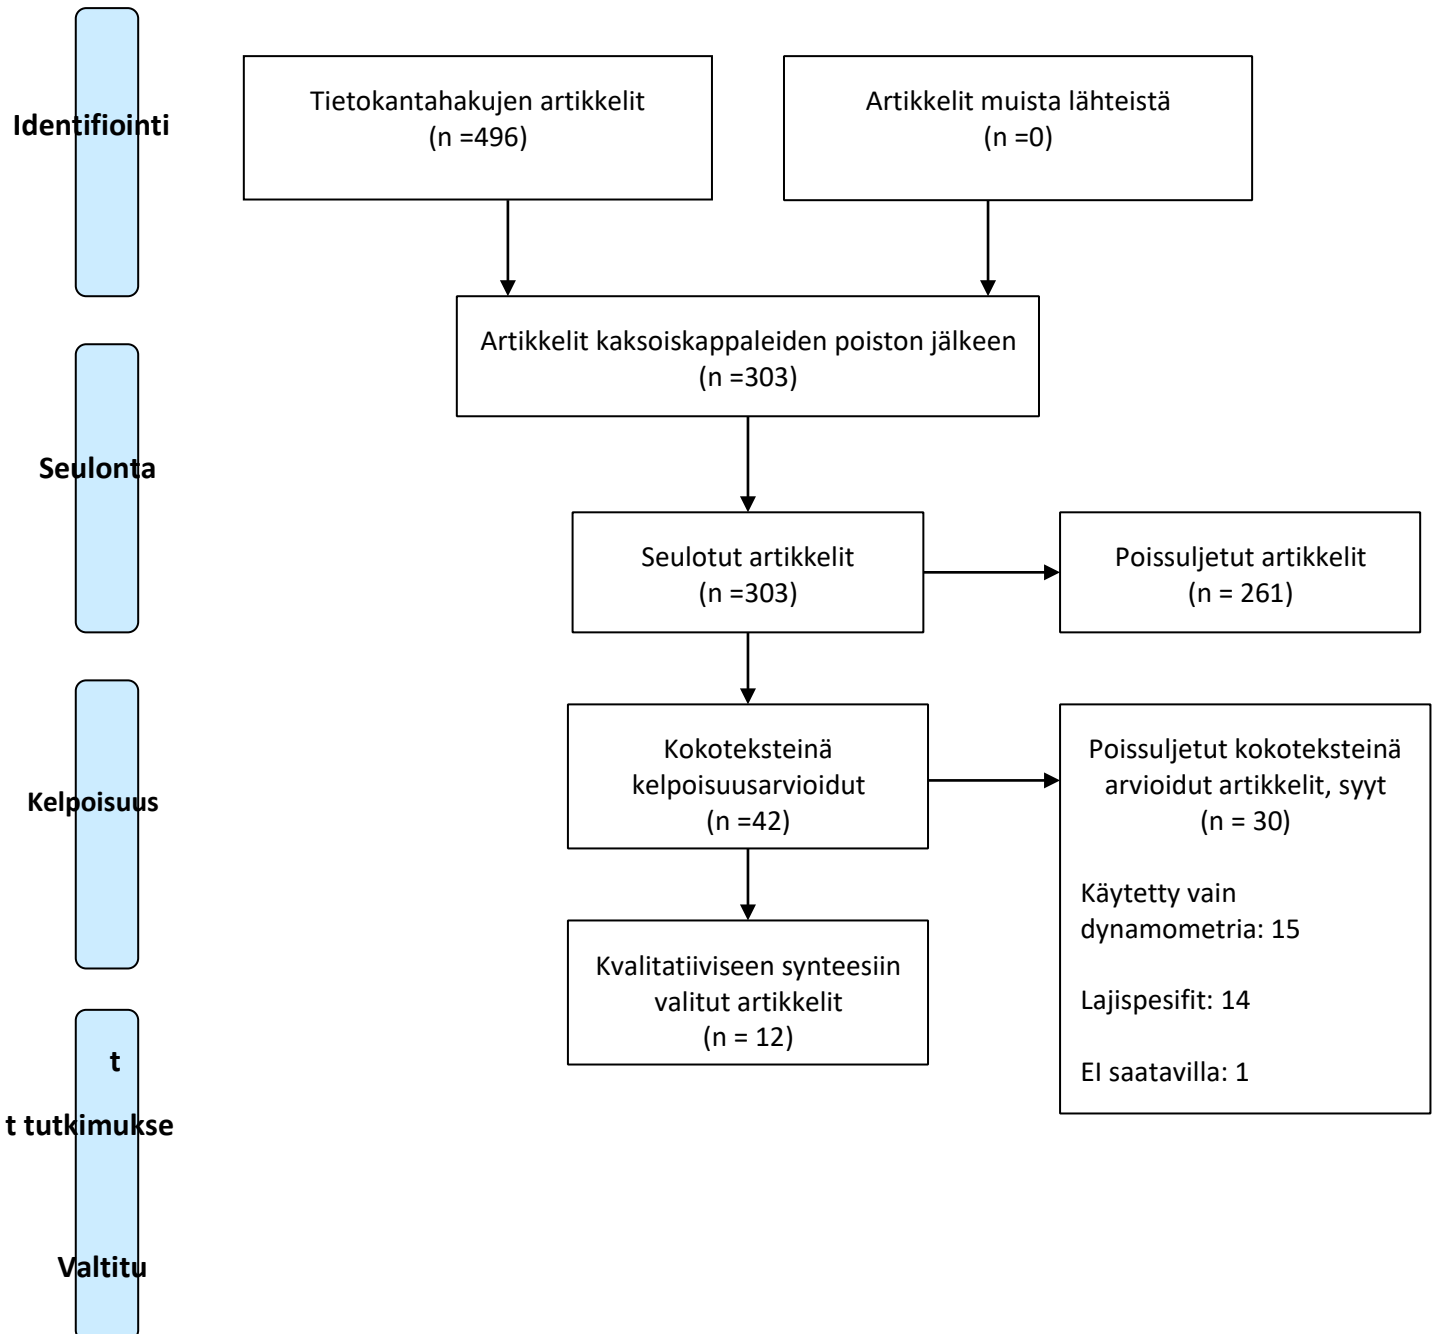 Identifiointi
Tietokantahakujen artikkelit
(n =496)
Artikkelit muista lähteistä
(n =0)
Artikkelit kaksoiskappaleiden poiston jälkeen
(n =303)
Seulonta
Seulotut artikkelit
(n =303)
Poissuljetut artikkelit
(n = 261)
Kelpoisuus
Kokoteksteinä
kelpoisuusarvioidut
(n =42)
Poissuljetut kokoteksteinä
arvioidut artikkelit, syyt
(n = 30)
Käytetty vain
dynamometria: 15
Lajispesifit: 14
EI saatavilla: 1
Kvalitatiiviseen synteesiin
valitut artikkelit
(n = 12)
t
t tutkimukse
Valtitu